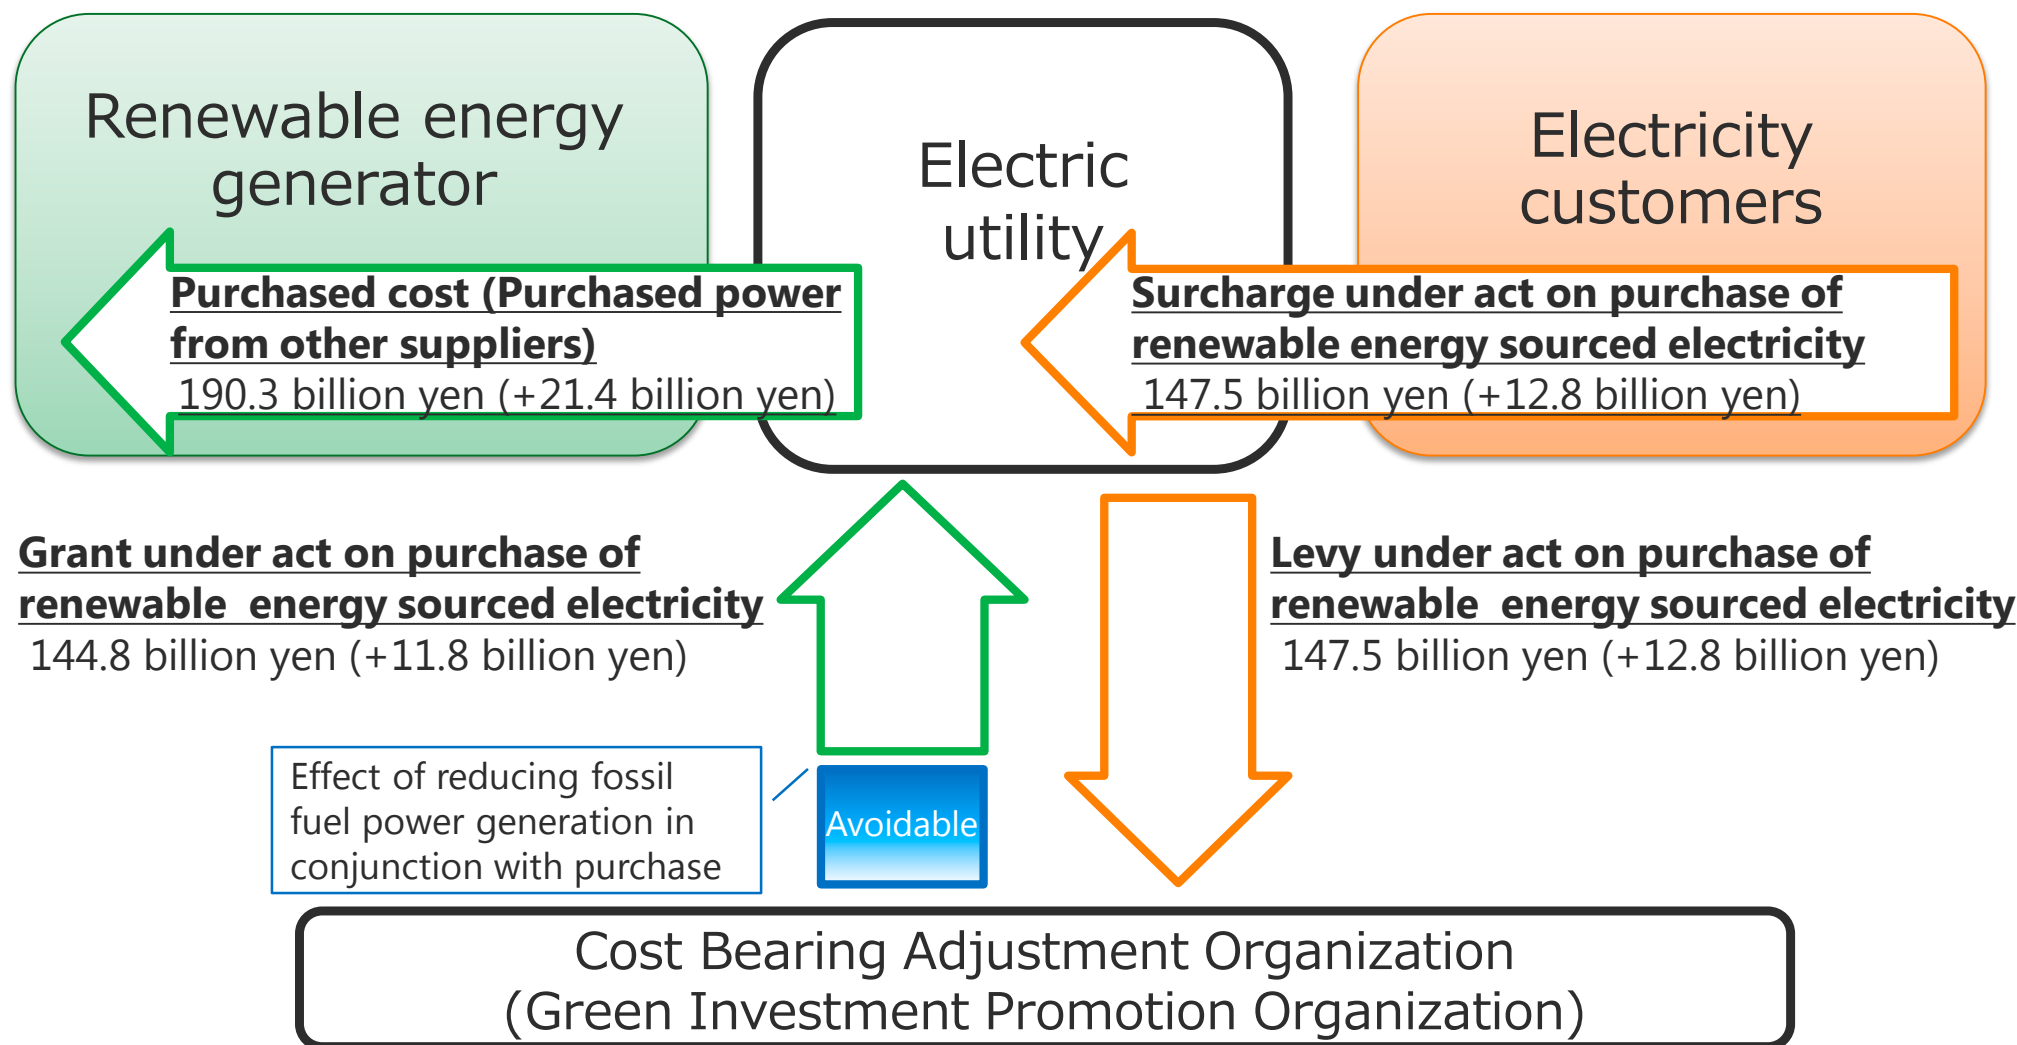 Renewable energy
generator
Electric
utility
Electricity
customers
Purchased cost (Purchased power
from other suppliers)
190.3 billion yen (+21.4 billion yen)
Surcharge under act on purchase of
renewable energy sourced electricity
147.5 billion yen (+12.8 billion yen)
Grant under act on purchase of
renewable energy sourced electricity
144.8 billion yen (+11.8 billion yen)
Levy under act on purchase of
renewable energy sourced electricity
147.5 billion yen (+12.8 billion yen)
Effect of reducing fossil
fuel power generation in
conjunction with purchase
Avoidable
Cost Bearing Adjustment Organization
(Green Investment Promotion Organization)